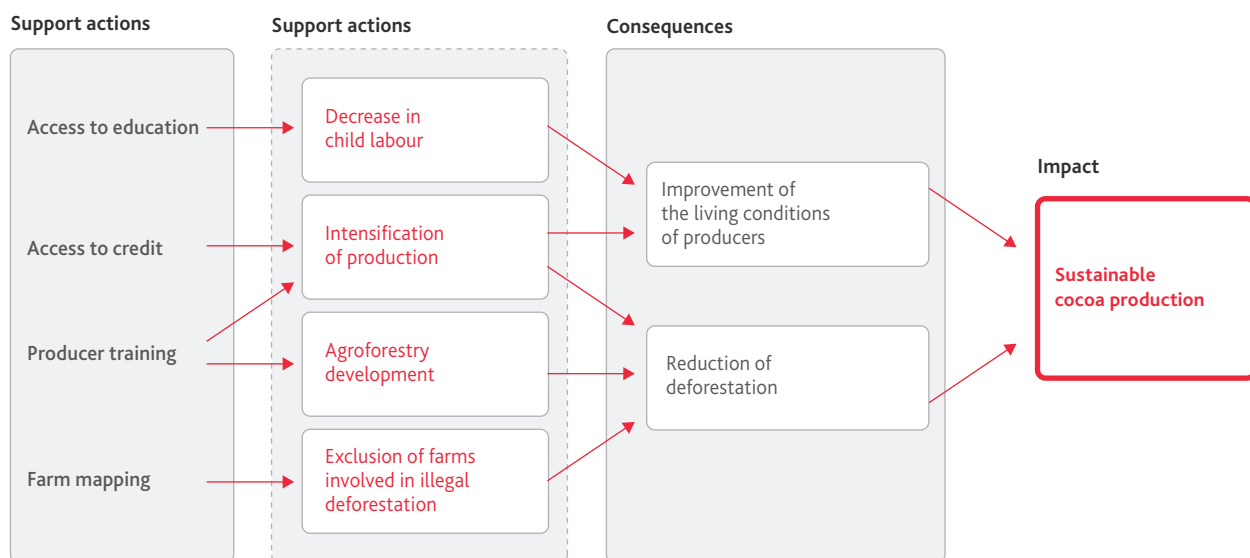 Support actions
Access to education
Access to credit
Producer training
Farm mapping
Support actions
Decrease in
child labour
Intensification
of production
Agroforestry
development
Exclusion of farms
involved in illegal
deforestation
Consequences
Improvement of
the living conditions
of producers
Reduction of
deforestation
Impact
Sustainable
cocoa production